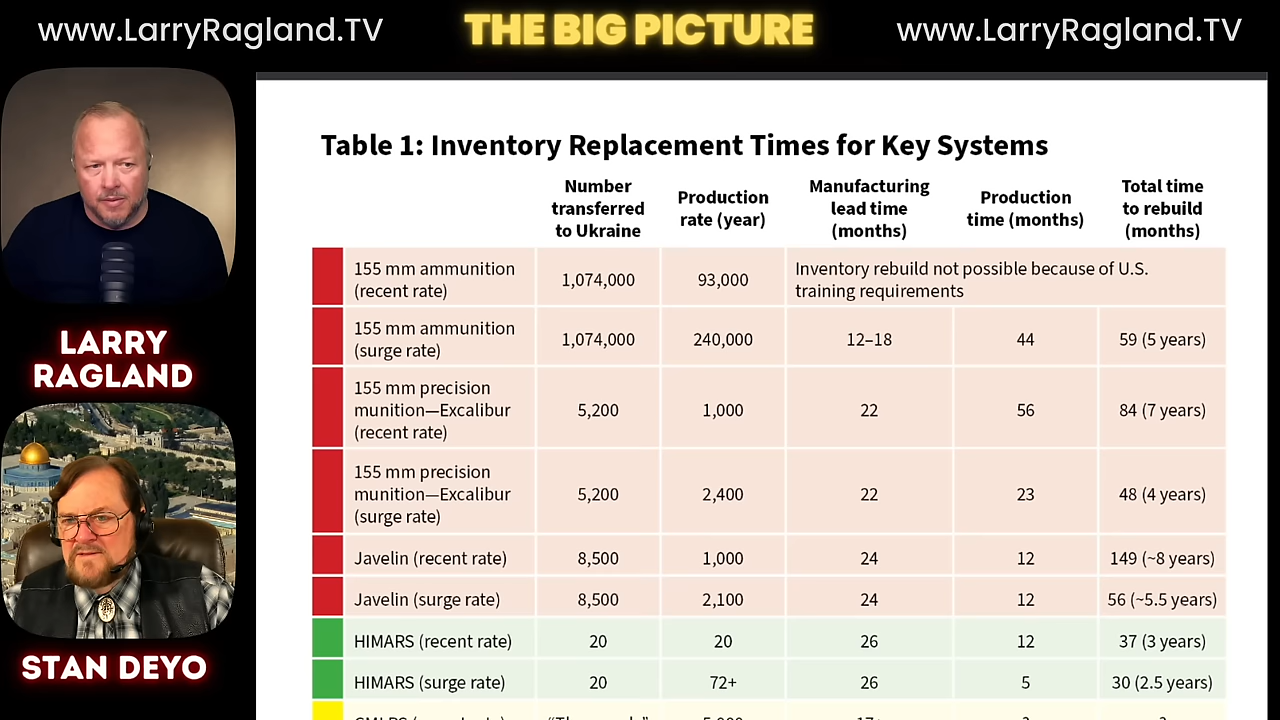 www.LarryRagland.TV
THE BIG PICTURE
www.LarryRagland.TV
LARRY
RAGLAND
STAN DEYO
Table 1: Inventory Replacement Times for Key Systems
Number
transferred
to Ukraine
Production
rate (year)
Manufacturing
lead time
(months)
Production
time (months)
Total time
to rebuild
(months)
155 mm ammunition
(recent rate)
1,074,000
93,000
Inventory rebuild not possible because of U.S.
training requirements
155 mm ammunition
(surge rate)
1,074,000
240,000
12–18
44
59 (5 years)
155 mm precision
munition—Excalibur
(recent rate)
5,200
1,000
22
56
84 (7 years)
155 mm precision
munition—Excalibur
(surge rate)
5,200
2,400
22
23
48 (4 years)
Javelin (recent rate)
8,500
1,000
24
12
149 (~8 years)
Javelin (surge rate)
8,500
2,100
24
12
56 (~5.5 years)
HIMARS (recent rate)
20
20
26
12
37 (3 years)
HIMARS (surge rate)
20
72+
26
5
30 (2.5 years)